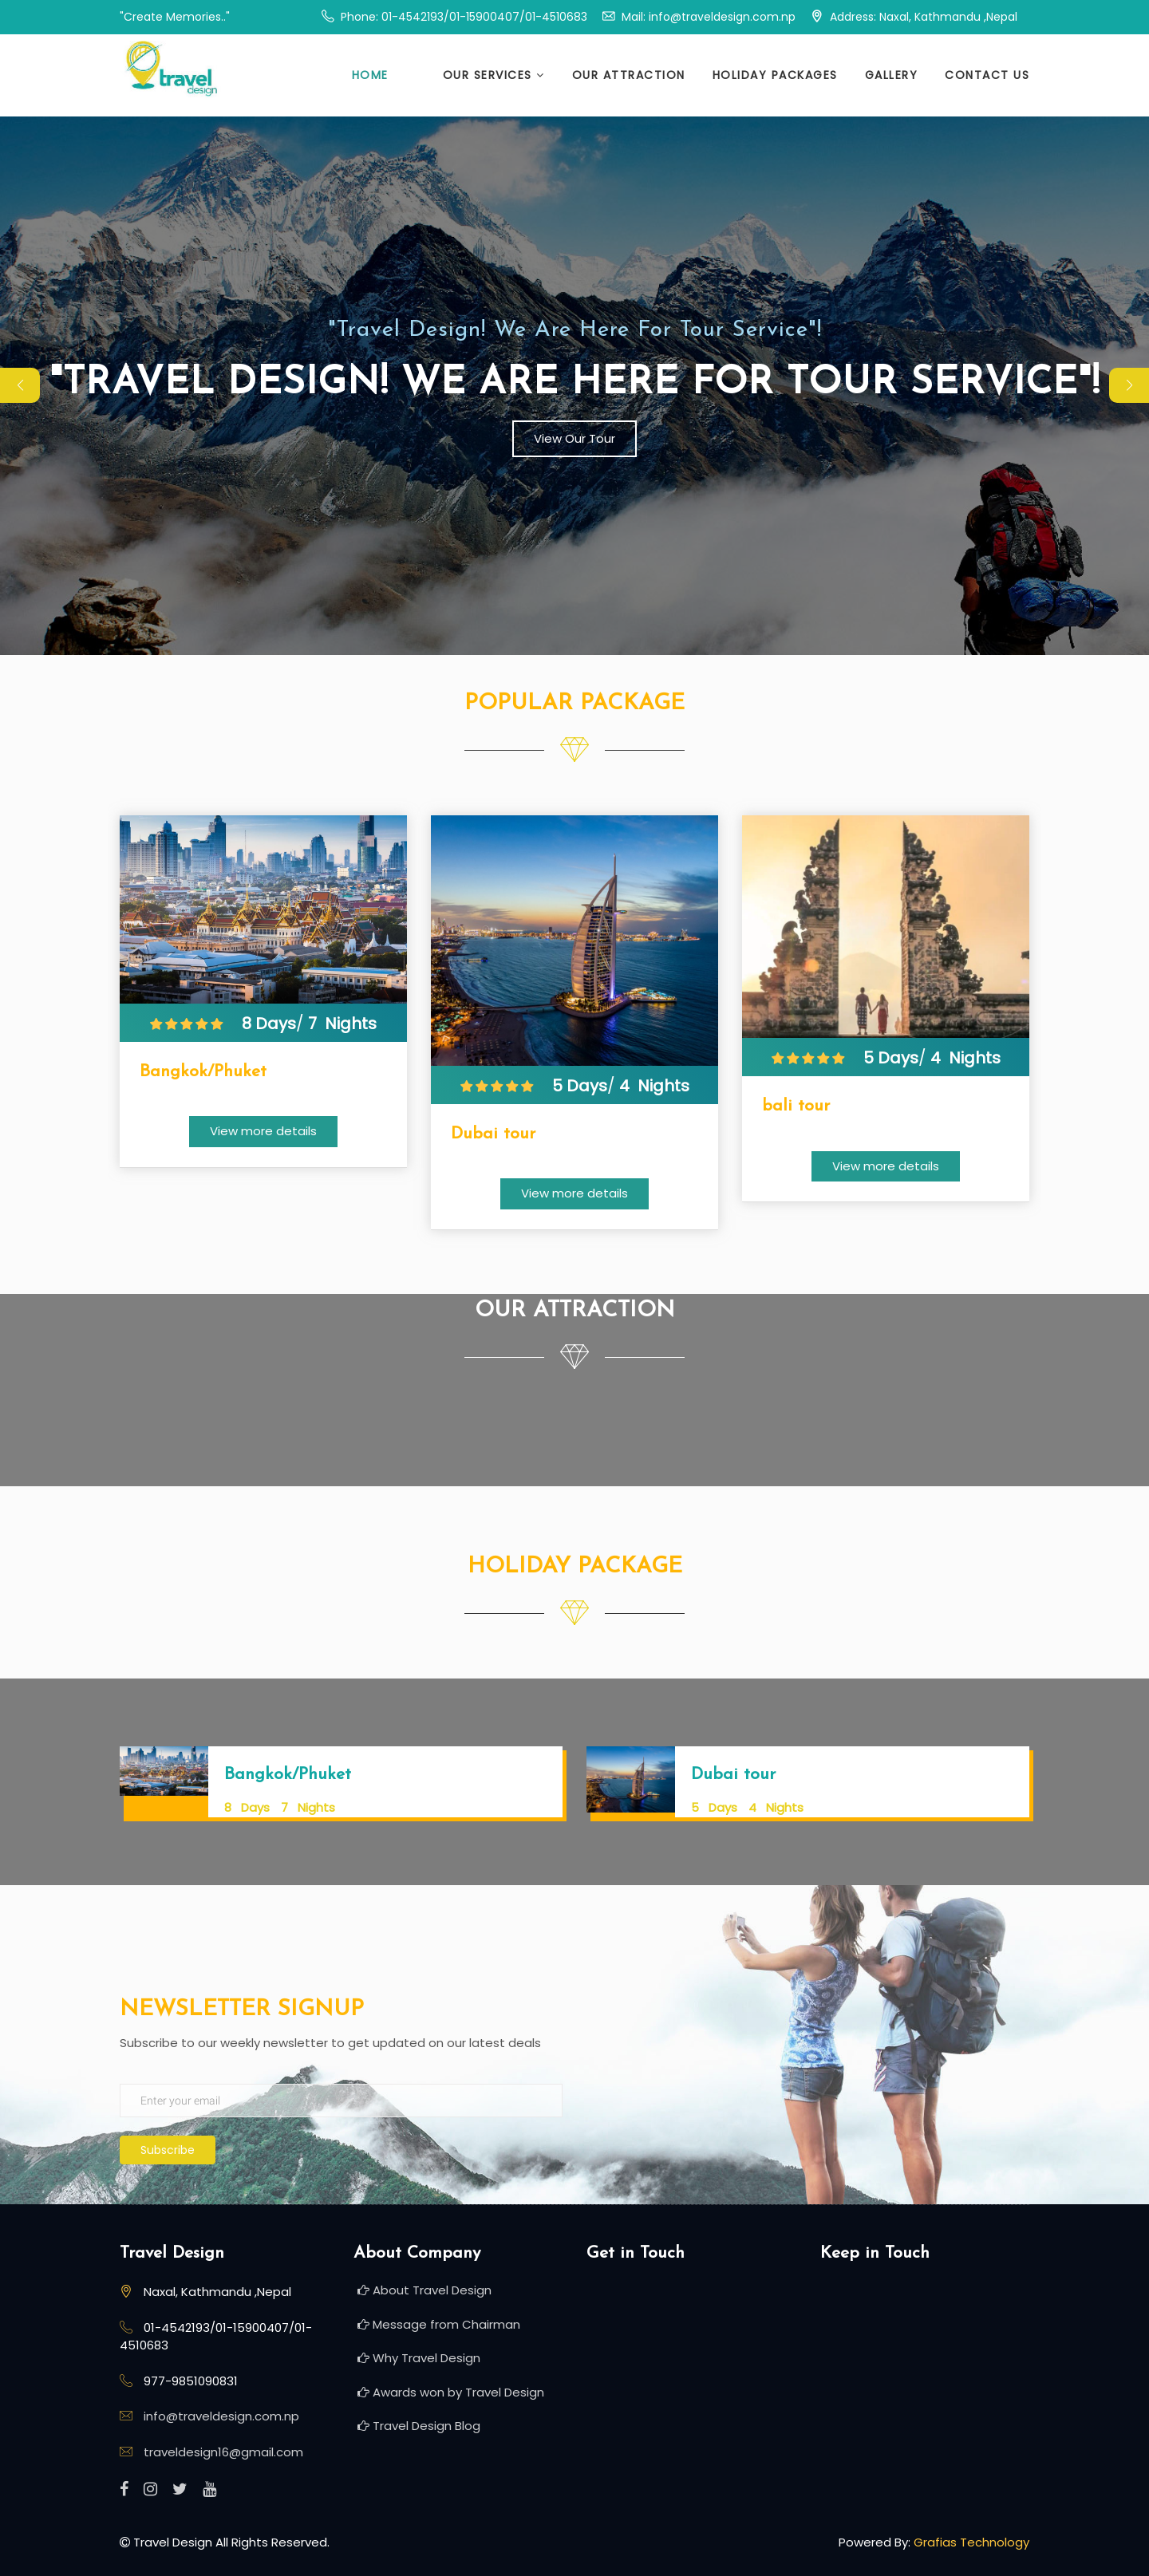 "Create Memories.."
Phone: 01-4542193/01-15900407/01-4510683
Mail: info@traveldesign.com.np
Address: Naxal, Kathmandu ,Nepal
travel
design
HOME
OUR SERVICES
OUR ATTRACTION
HOLIDAY PACKAGES
GALLERY
CONTACT US
"Travel Design! We Are Here For Tour Service"!
"TRAVEL DESIGN! WE ARE HERE FOR TOUR SERVICE"!
View Our Tour
POPULAR PACKAGE
8 Days/ 7 Nights
Bangkok/Phuket
View more details
5 Days/ 4 Nights
Dubai tour
View more details
5 Days/ 4 Nights
bali tour
View more details
OUR ATTRACTION
HOLIDAY PACKAGE
Bangkok/Phuket
8 Days 7 Nights
Dubai tour
5 Days 4 Nights
NEWSLETTER SIGNUP
Subscribe to our weekly newsletter to get updated on our latest deals
Enter your email
Subscribe
Travel Design
Naxal, Kathmandu ,Nepal
01-4542193/01-15900407/01-
4510683
977-9851090831
info@traveldesign.com.np
traveldesign16@gmail.com
About Company
About Travel Design
Message from Chairman
Why Travel Design
Awards won by Travel Design
Travel Design Blog
Get in Touch
Keep in Touch
© Travel Design All Rights Reserved.
Powered By: Grafias Technology